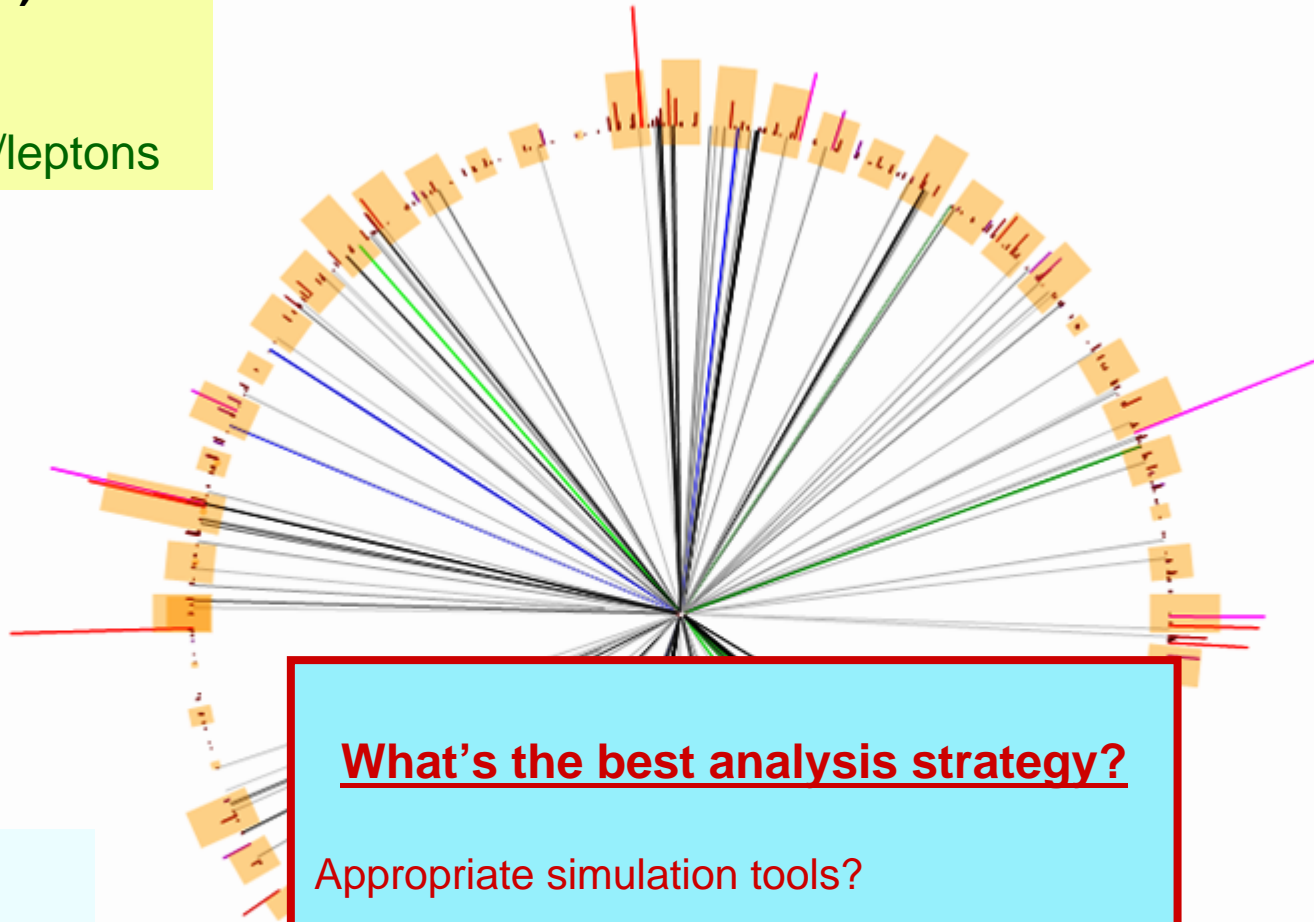 )
/leptons
What's the best analysis strategy?
Appropriate simulation tools?